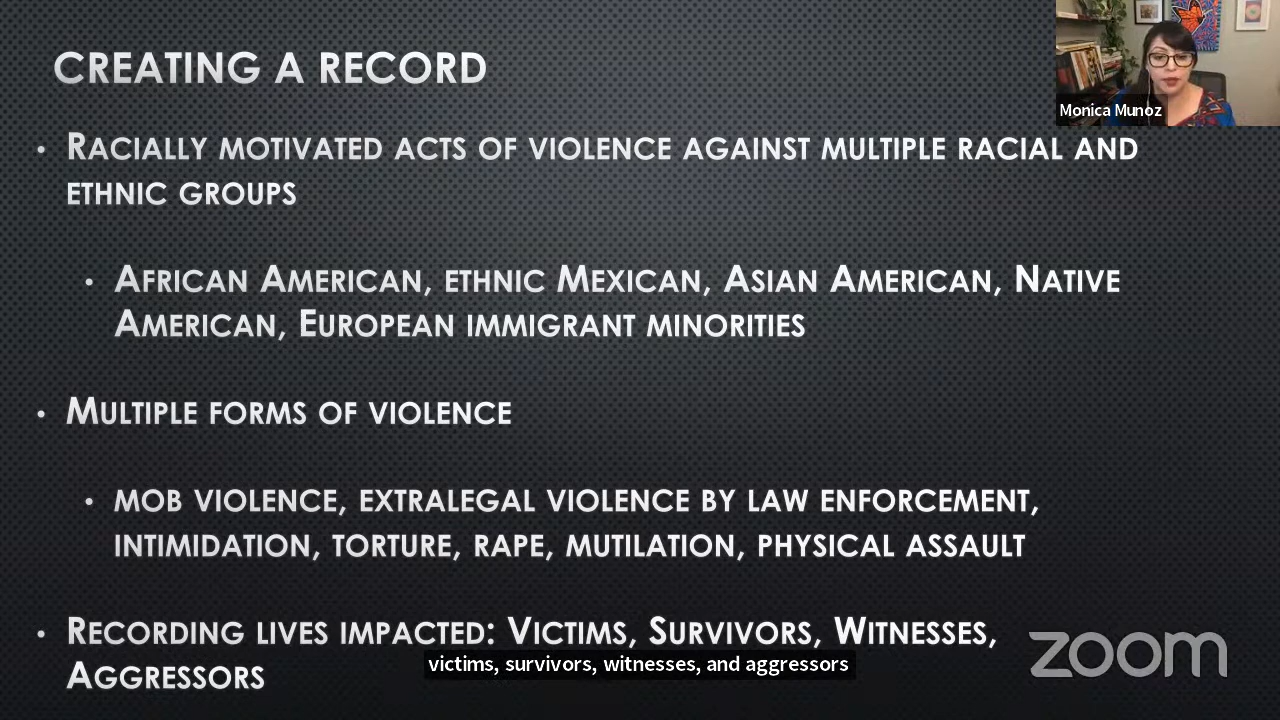 CREATING A RECORD
Monica Munoz
• RACIALLY MOTIVATED ACTS OF VIOLENCE AGAINST MULTIPLE RACIAL AND
ETHNIC GROUPS
• AFRICAN AMERICAN, ETHNIC MEXICAN, ASIAN AMERICAN, NATIVE
AMERICAN, EUROPEAN IMMIGRANT MINORITIES
• MULTIPLE FORMS OF VIOLENCE
• MOB VIOLENCE, EXTRALEGAL VIOLENCE BY LAW ENFORCEMENT,
INTIMIDATION, TORTURE, RAPE, MUTILATION, PHYSICAL ASSAULT
• RECORDING LIVES IMPACTED: VICTIMS, SURVIVORS, WITNESSES,
AGGRESSORS
victims, survivors, witnesses, and aggressors
zoom